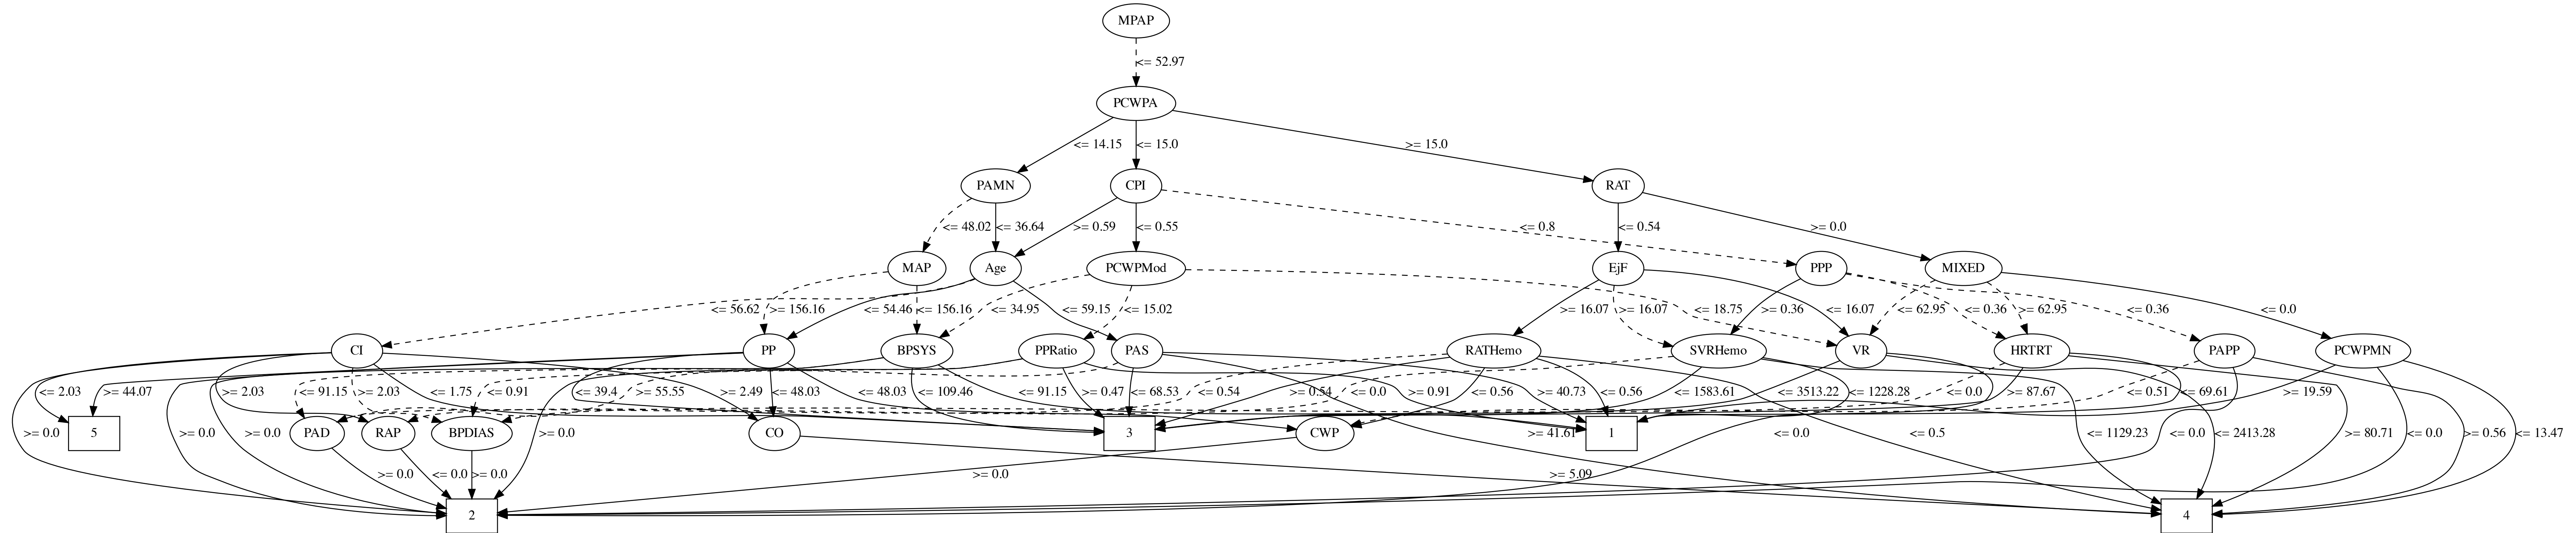 MPAP
<= 52.97
PCWPA
<= 14.15 <= 15.0 >= 15.0
PAMN CPI RAT
<= 48.02 <= 36.64 >= 0.59 <= 0.55 <= 0.8 <= 0.54 >= 0.0
MAP Age PCWPMod EjF PPP MIXED
<= 56.62 >= 156.16 <= 54.46 <= 156.16 <= 34.95 <= 59.15 <= 15.02 >= 16.07 >= 16.07 <= 18.75 >= 0.36 <= 16.07 <= 62.95 <= 0.36 >= 62.95 <= 0.36 <= 0.0
CI PP BPSYS PPRatio PAS RATHemo SVRHemo VR HRTRT PAPP PCWPMN
<= 2.03 >= 44.07 >= 2.03 <= 91.15 >= 2.03 <= 1.75 <= 0.91 <= 39.4 >= 55.55 >= 2.49 <= 48.03 <= 48.03 <= 109.46 <= 91.15 >= 0.47 <= 68.53 <= 0.54 >= 0.54 <= 0.0 >= 0.91 <= 0.56 >= 40.73 <= 0.56 <= 1583.61 <= 3513.22 <= 1228.28 <= 0.0 >= 87.67 <= 0.51 <= 69.61 >= 19.59
5 PAD RAP BPDIAS CO 3 CWP 1
>= 0.0 >= 0.0 >= 0.0 >= 0.0 >= 41.61 <= 0.0 <= 0.5 <= 1129.23 <= 0.0 <= 2413.28 >= 80.71 <= 0.0 >= 0.56 <= 13.47
>= 0.0 <= 0.0 >= 0.0 >= 0.0 >= 5.09
2 4